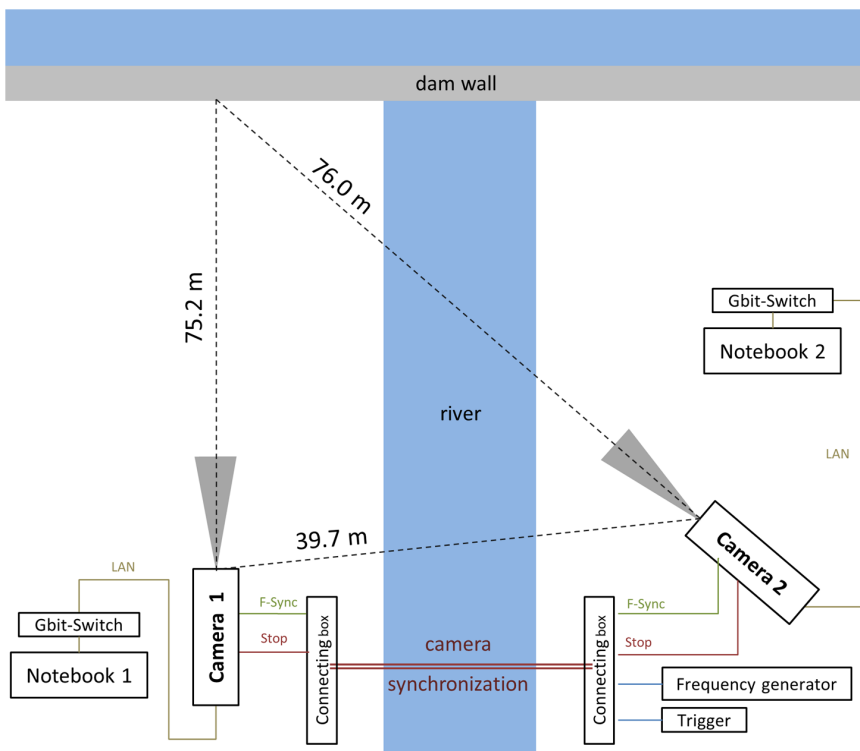 dam wall
76.0 m
75.2 m
Gbit-Switch
Notebook 2
river
LAN
39.7 m
Camera 2
LAN
Camera 1
F-Sync
Stop
Gbit-Switch
Notebook 1
Connecting box
camera
synchronization
Connecting box
F-Sync
Stop
Frequency generator
Trigger